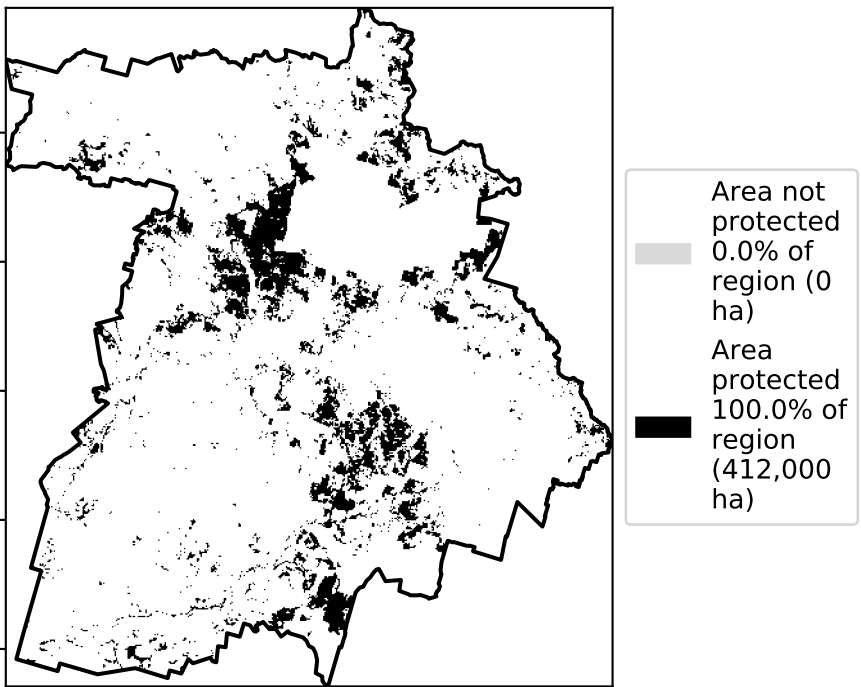 Area not
protected
0.0% of
region (0
ha)
Area
protected
100.0% of
region
(412,000
ha)